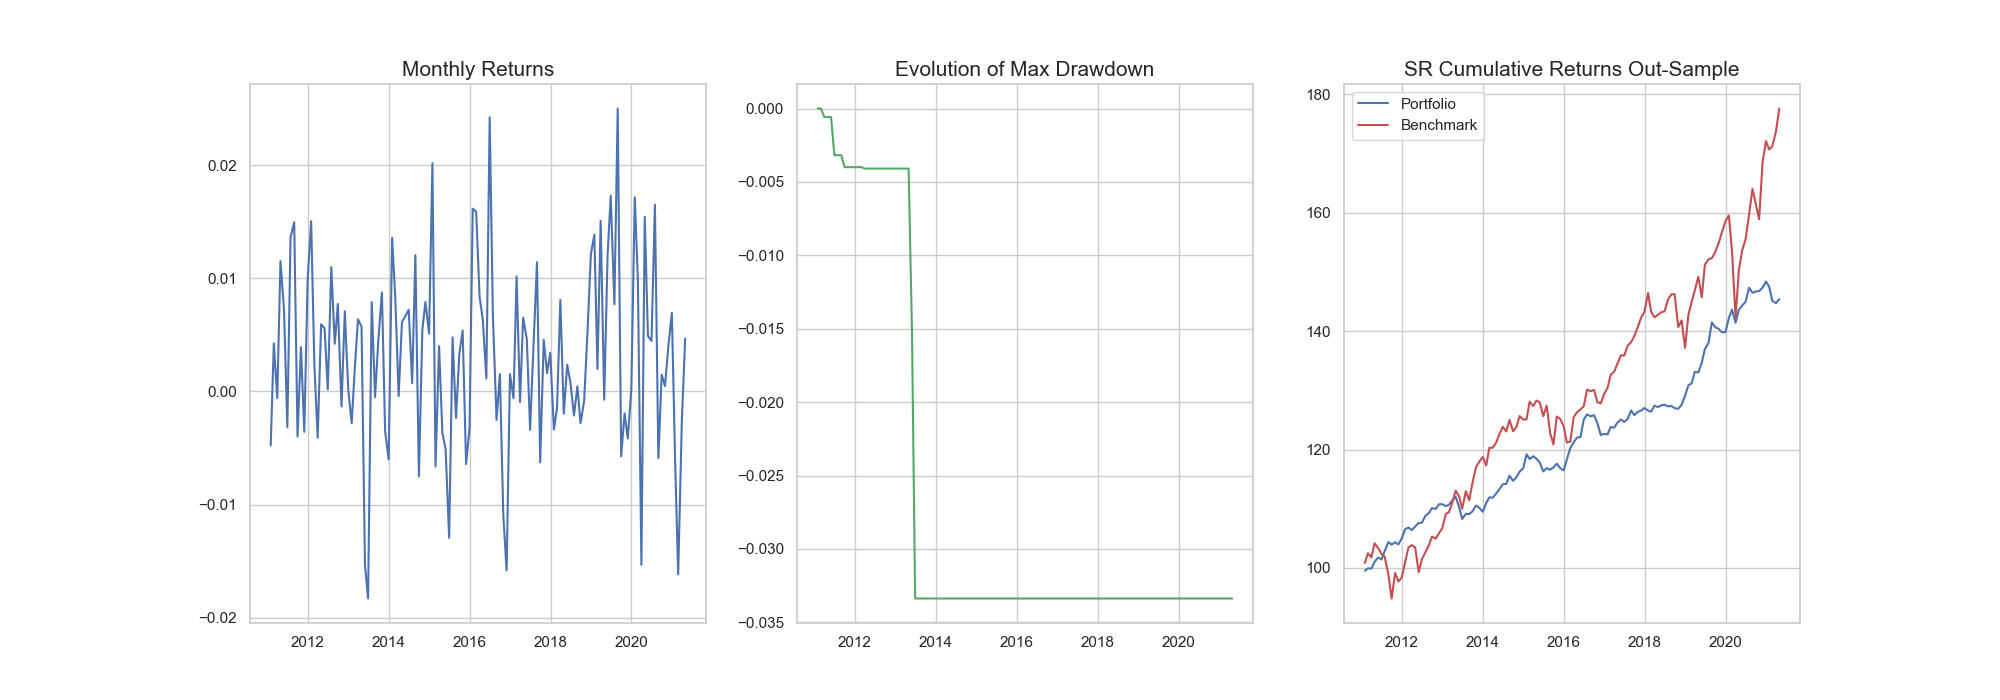 Monthly Returns
0.02
0.01
0.00
−0.01
−0.02
2012 2014 2016 2018 2020
Evolution of Max Drawdown
0.000
−0.005
−0.010
−0.015
−0.020
−0.025
−0.030
−0.035
2012 2014 2016 2018 2020
SR Cumulative Returns Out-Sample
Portfolio
Benchmark
180
160
140
120
100
2012 2014 2016 2018 2020